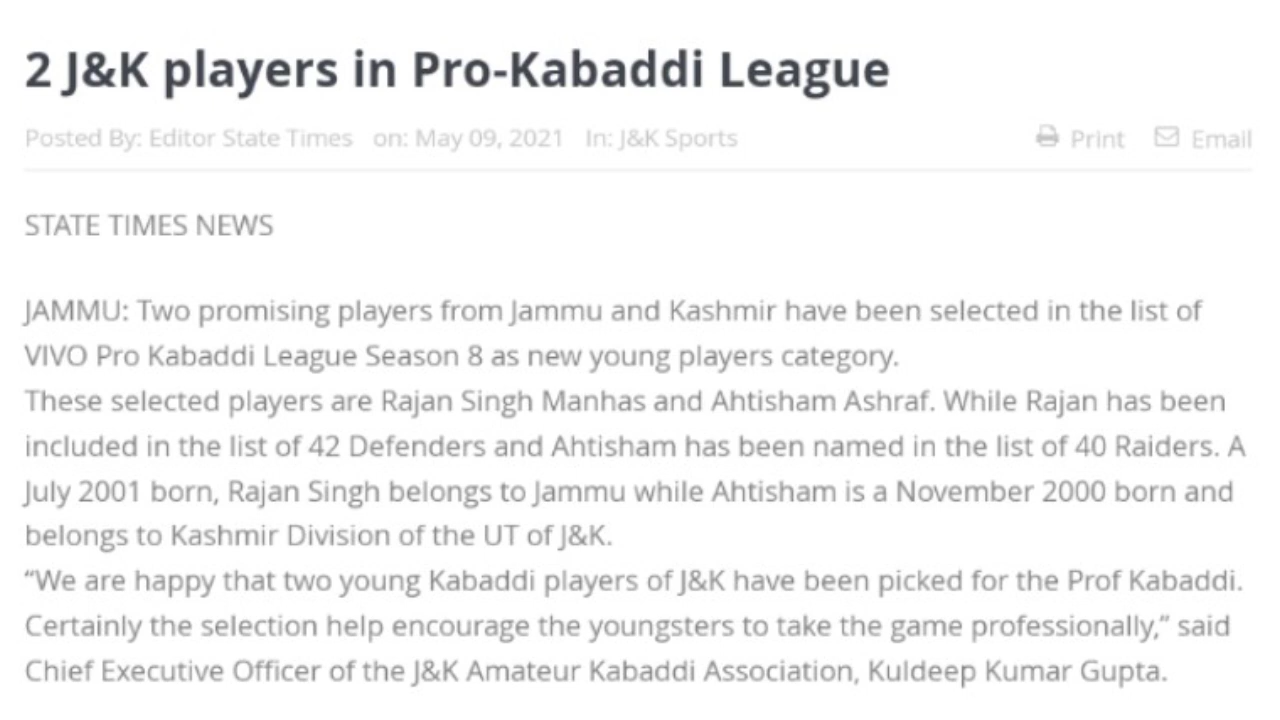 2 J&K players in Pro-Kabaddi League
Posted By: Editor State Times on: May 09, 2021 In: J&K Sports Print Email
STATE TIMES NEWS
JAMMU: Two promising players from Jammu and Kashmir have been selected in the list of
VIVO Pro Kabaddi League Season 8 as new young players category.
These selected players are Rajan Singh Manhas and Ahtisham Ashraf. While Rajan has been
included in the list of 42 Defenders and Ahtisham has been named in the list of 40 Raiders. A
July 2001 born, Rajan Singh belongs to Jammu while Ahtisham is a November 2000 born and
belongs to Kashmir Division of the UT of J&K.
“We are happy that two young Kabaddi players of J&K have been picked for the Prof Kabaddi.
Certainly the selection help encourage the youngsters to take the game professionally,” said
Chief Executive Officer of the J&K Amateur Kabaddi Association, Kuldeep Kumar Gupta.